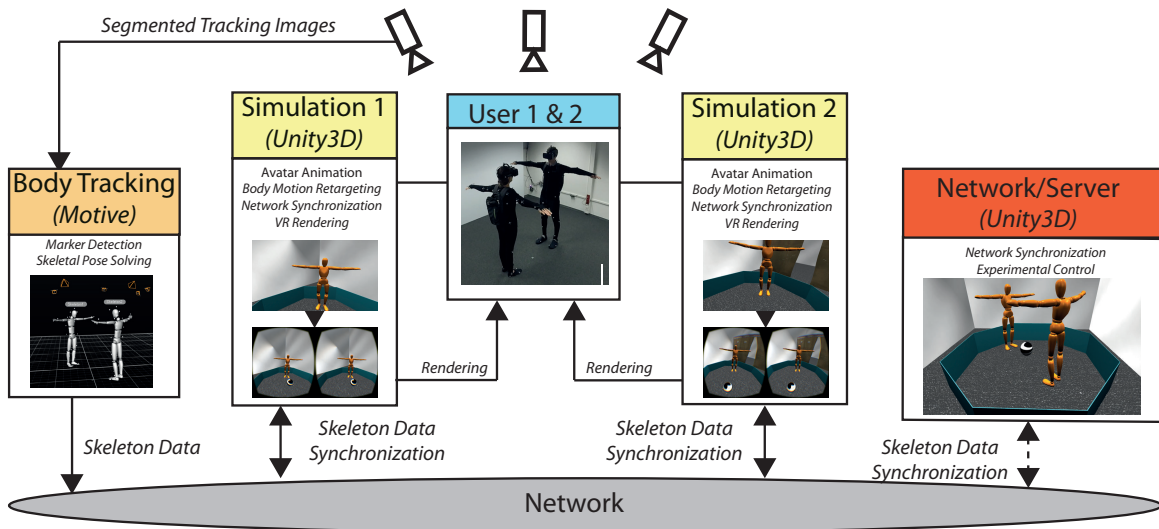 Segmented Tracking Images
Body Tracking
(Motive)
Marker Detection
Skeletal Pose Solving
Skeleton Data
Simulation 1
(Unity3D)
Avatar Animation
Body Motion Retargeting
Network Synchronization
VR Rendering
Rendering
Skeleton Data
Synchronization
User 1 & 2
Simulation 2
(Unity3D)
Avatar Animation
Body Motion Retargeting
Network Synchronization
VR Rendering
Rendering
Skeleton Data
Synchronization
Network/Server
(Unity3D)
Network Synchronization
Experimental Control
Skeleton Data
Synchronization
Network